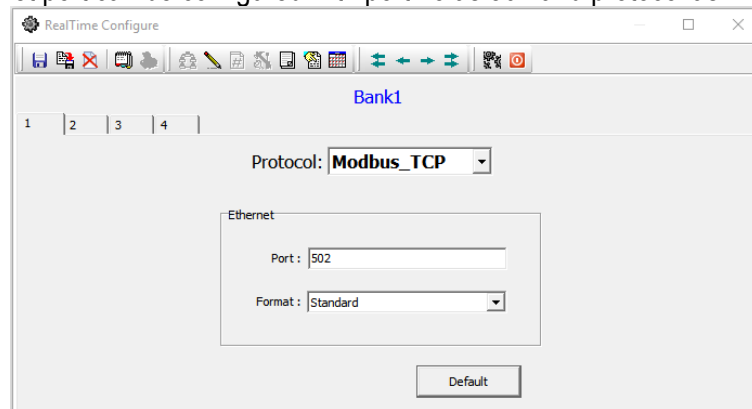 RealTime Configure
Bank1
1 2 3 4
Protocol: Modbus_TCP
Ethernet
Port : 502
Format : Standard
Default